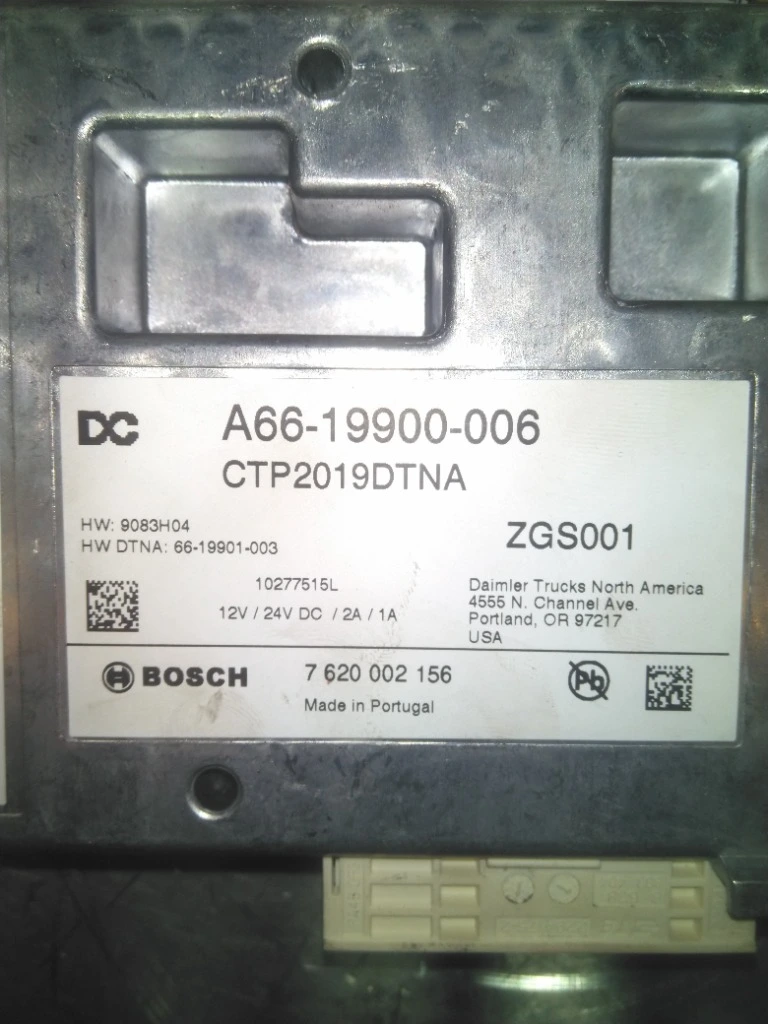 DC A66-19900-006
CTP2019DTNA
HW: 9083H04
HW DTNA: 66-19901-003
ZGS001
10277515L
12V / 24V DC / 2A / 1A
Daimler Trucks North America
4555 N. Channel Ave.
Portland, OR 97217
USA
BOSCH 7 620 002 156
Made in Portugal
Pb